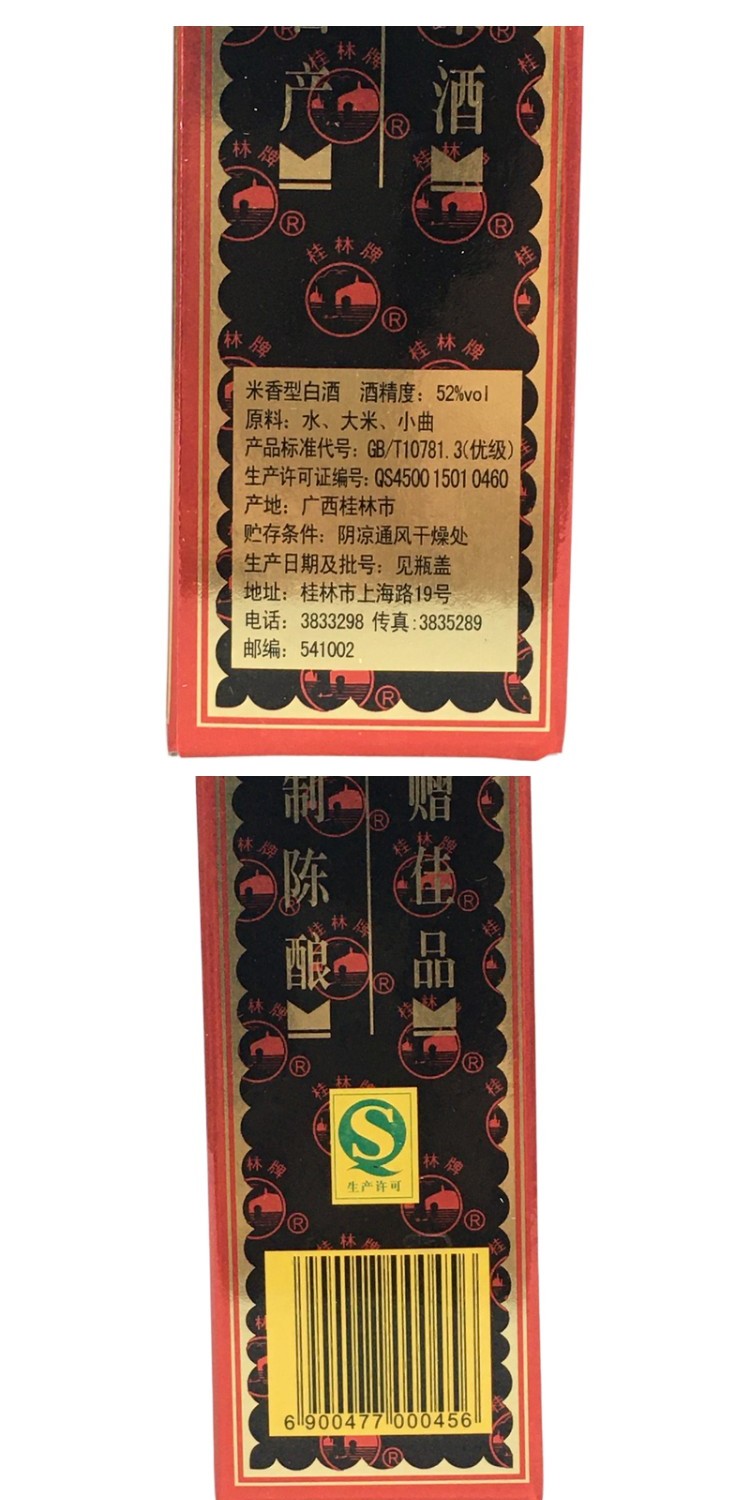 产
酒
桂林牌
®
米香型白酒 酒精度：52%vol
原料：水、大米、小曲
产品标准代号：GB/T10781.3(优级)
生产许可证编号：QS4500 1501 0460
产地：广西桂林市
贮存条件：阴凉通风干燥处
生产日期及批号：见瓶盖
地址：桂林市上海路19号
电话：3833298 传真:3835289
邮编：541002
制陈酿
赠佳品
桂林牌
®
生产许可
6 900477 000456